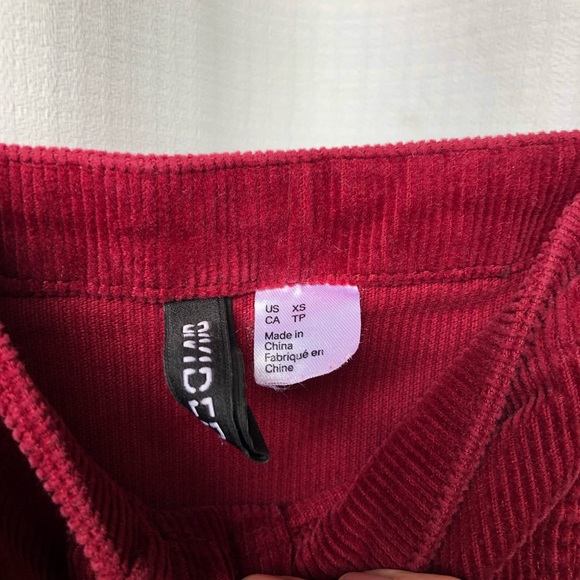 US XS
CA TP
Made in
China
Fabriqué en
Chine